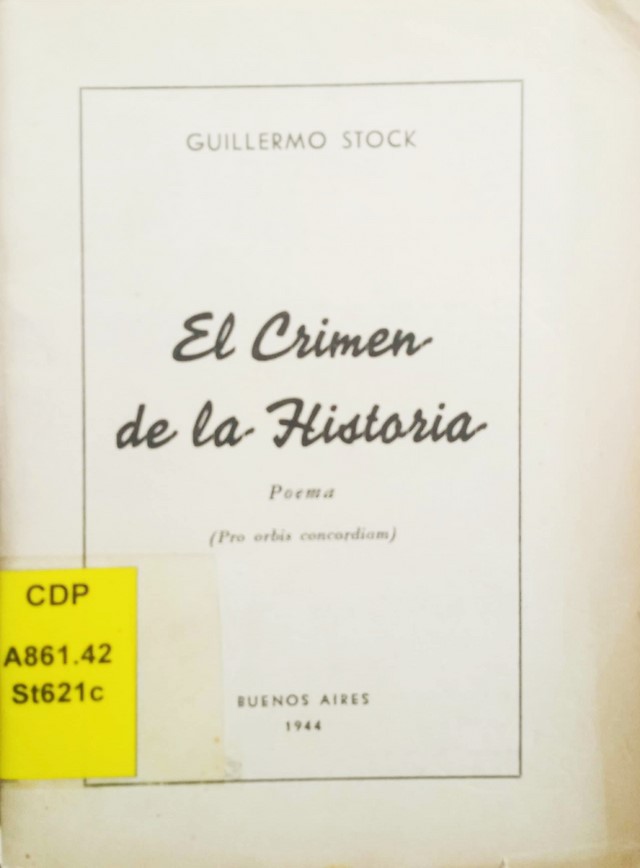 GUILLERMO STOCK
El Crimen
de la Historia
Poema
(Pro orbis concordiam)
CDP
A861.42
St621c
BUENOS AIRES
1944